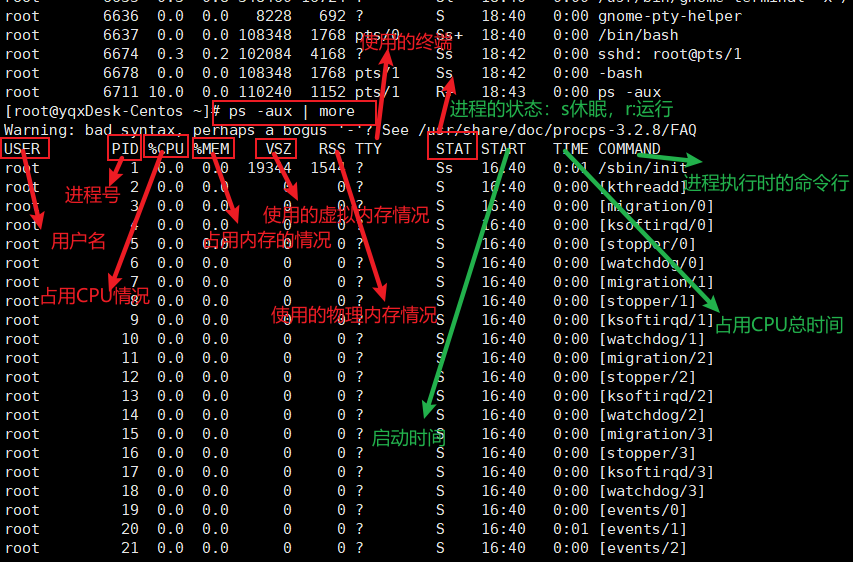 root 6636 0.0 0.0 8228 692 ? S 18:40 0:00 gnome-pty-helper
root 6637 0.0 0.0 108348 1768 pts/0 Ss+ 18:40 0:00 /bin/bash
使用的终端
root 6674 0.3 0.2 102084 4168 ? Ss 18:42 0:00 sshd: root@pts/1
root 6678 0.0 0.0 108348 1768 pts/1 Ss 18:42 0:00 -bash
root 6711 10.0 0.0 110240 1152 pts/1 R+ 18:43 0:00 ps -aux
[root@yqxDesk-Centos ~]# ps -aux | more
进程的状态：s休眠，r:运行
Warning: bad syntax, perhaps a bogus '-'? See /usr/share/doc/procps-3.2.8/FAQ
USER PID %CPU %MEM VSZ RSS TTY STAT START TIME COMMAND
root 1 0.0 0.0 19344 1544 ? Ss 16:40 0:01 /sbin/init
root 2 0.0 0.0 0 0 ? S 16:40 0:00 [kthreadd]
进程号
进程执行时的命令行
root 3 0.0 0.0 0 0 ? S 16:40 0:00 [migration/0]
使用的虚拟内存情况
root 4 0.0 0.0 0 0 ? S 16:40 0:00 [ksoftirqd/0]
用户名
占用内存的情况
root 5 0.0 0.0 0 0 ? S 16:40 0:00 [stopper/0]
root 6 0.0 0.0 0 0 ? S 16:40 0:00 [watchdog/0]
root 7 0.0 0.0 0 0 ? S 16:40 0:00 [migration/1]
占用CPU情况
root 8 0.0 0.0 0 0 ? S 16:40 0:00 [stopper/1]
使用的物理内存情况
root 9 0.0 0.0 0 0 ? S 16:40 0:00 [ksoftirqd/1]
占用CPU总时间
root 10 0.0 0.0 0 0 ? S 16:40 0:00 [watchdog/1]
root 11 0.0 0.0 0 0 ? S 16:40 0:00 [migration/2]
root 12 0.0 0.0 0 0 ? S 16:40 0:00 [stopper/2]
root 13 0.0 0.0 0 0 ? S 16:40 0:00 [ksoftirqd/2]
root 14 0.0 0.0 0 0 ? S 16:40 0:00 [watchdog/2]
root 15 0.0 0.0 0 0 ? S 16:40 0:00 [migration/3]
启动时间
root 16 0.0 0.0 0 0 ? S 16:40 0:00 [stopper/3]
root 17 0.0 0.0 0 0 ? S 16:40 0:00 [ksoftirqd/3]
root 18 0.0 0.0 0 0 ? S 16:40 0:00 [watchdog/3]
root 19 0.0 0.0 0 0 ? S 16:40 0:00 [events/0]
root 20 0.0 0.0 0 0 ? S 16:40 0:01 [events/1]
root 21 0.0 0.0 0 0 ? S 16:40 0:00 [events/2]